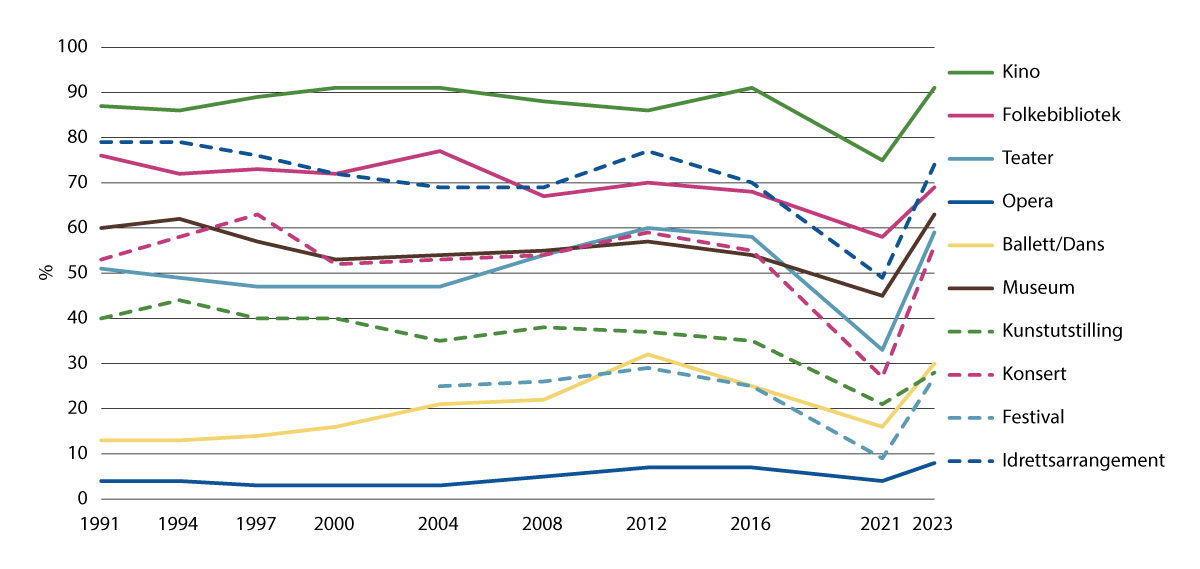 100
90
80
70
60
50
40
30
20
10
0
%
1991 1994 1997 2000 2004 2008 2012 2016 2021 2023
Kino
Folkebibliotek
Teater
Opera
Ballett/Dans
Museum
Kunstutstilling
Konsert
Festival
Idrettsarrangement